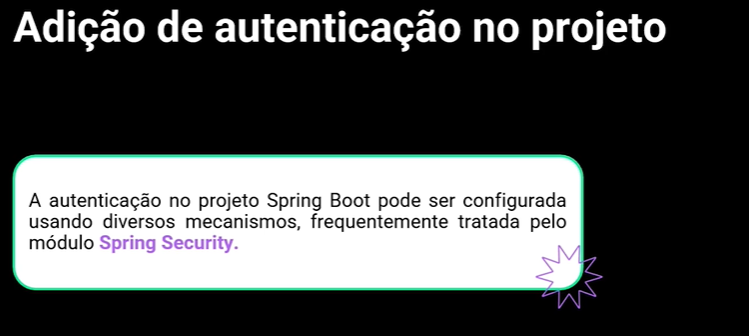 Adição de autenticação no projeto
A autenticação no projeto Spring Boot pode ser configurada
usando diversos mecanismos, frequentemente tratada pelo
módulo Spring Security.